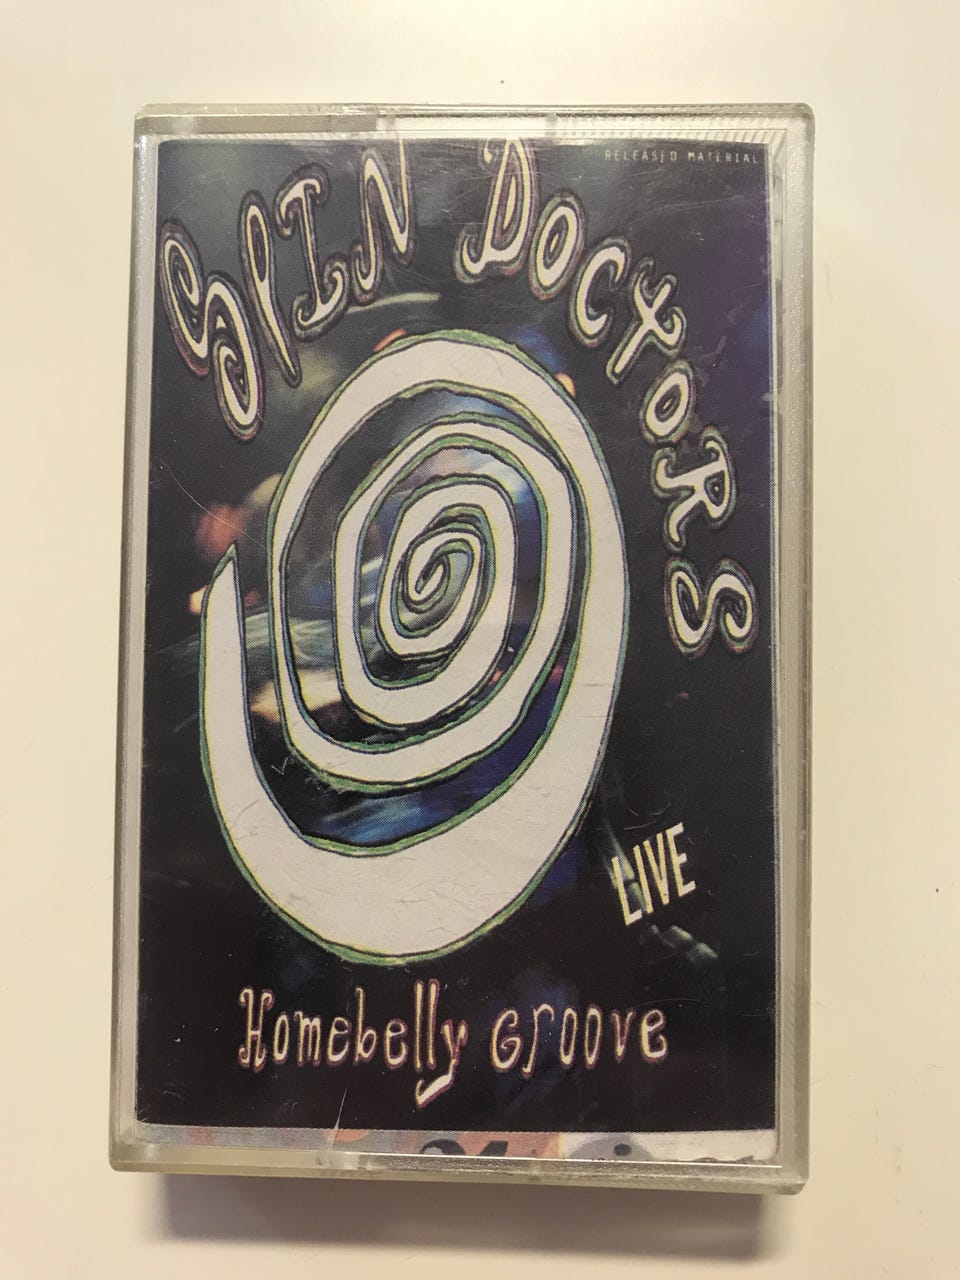 RELEASED MATERIAL
SPIN DOCTORS
LIVE
Homebelly Groove